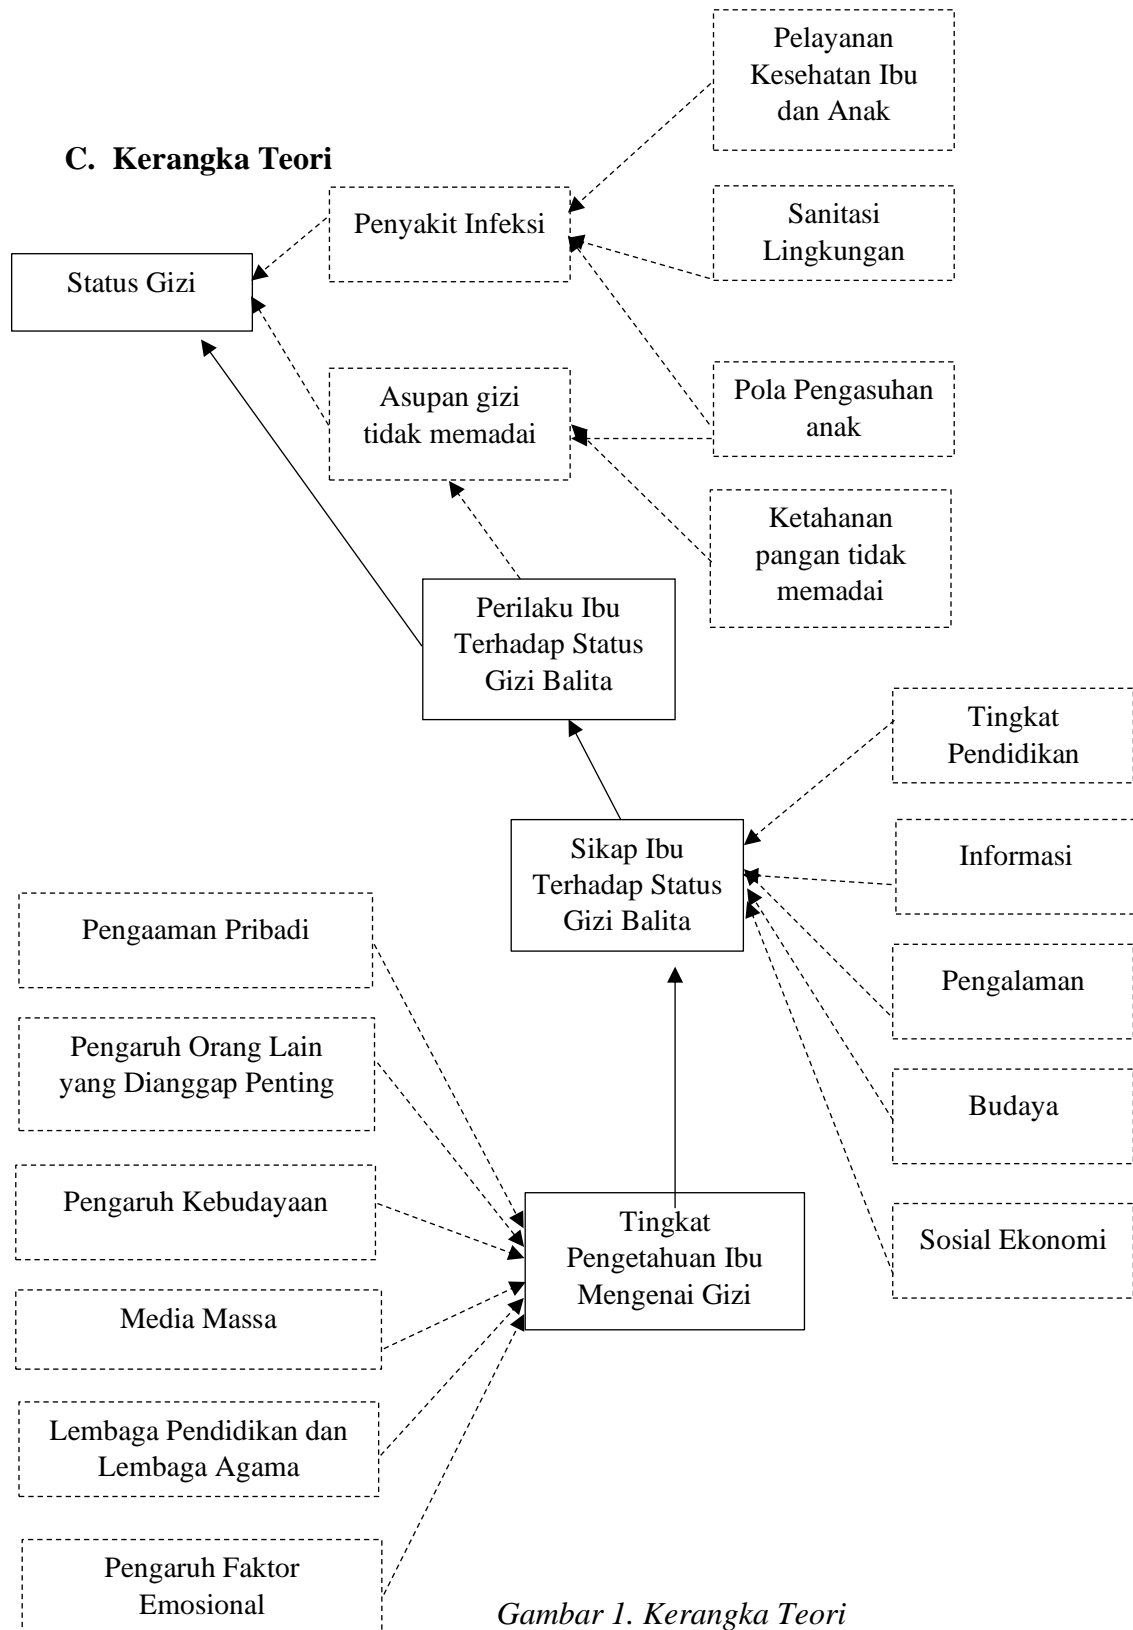 Pelayanan
Kesehatan Ibu
dan Anak
C. Kerangka Teori
Penyakit Infeksi
Sanitasi
Lingkungan
Status Gizi
Asupan gizi
tidak memadai
Pola Pengasuhan
anak
Ketahanan
pangan tidak
memadai
Perilaku Ibu
Terhadap Status
Gizi Balita
Tingkat
Pendidikan
Sikap Ibu
Terhadap Status
Gizi Balita
Informasi
Pengaaman Pribadi
Pengalaman
Pengaruh Orang Lain
yang Dianggap Penting
Budaya
Pengaruh Kebudayaan
Tingkat
Pengetahuan Ibu
Mengenai Gizi
Sosial Ekonomi
Media Massa
Lembaga Pendidikan dan
Lembaga Agama
Pengaruh Faktor
Emosional
Gambar 1. Kerangka Teori